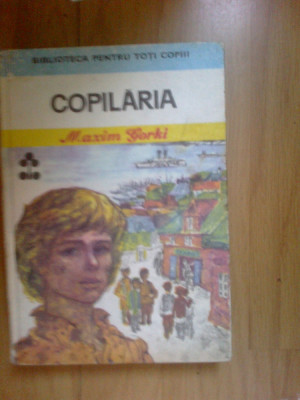 BIBLIOTECA PENTRU TOȚI COPIII
COPILĂRIA
Maxim Gorki